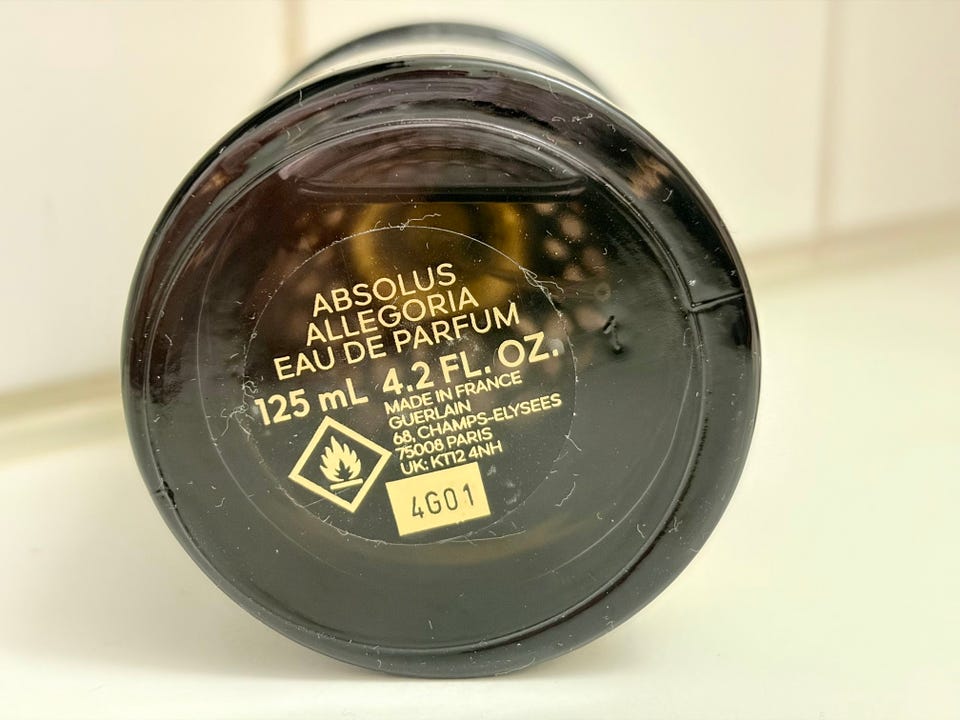 ABSOLUS
ALLEGORIA
EAU DE PARFUM
125 mL 4.2 FL. OZ.
MADE IN FRANCE
GUERLAIN
68, CHAMPS-ELYSEES
75008 PARIS
UK: KT12 4NH
4G01
1